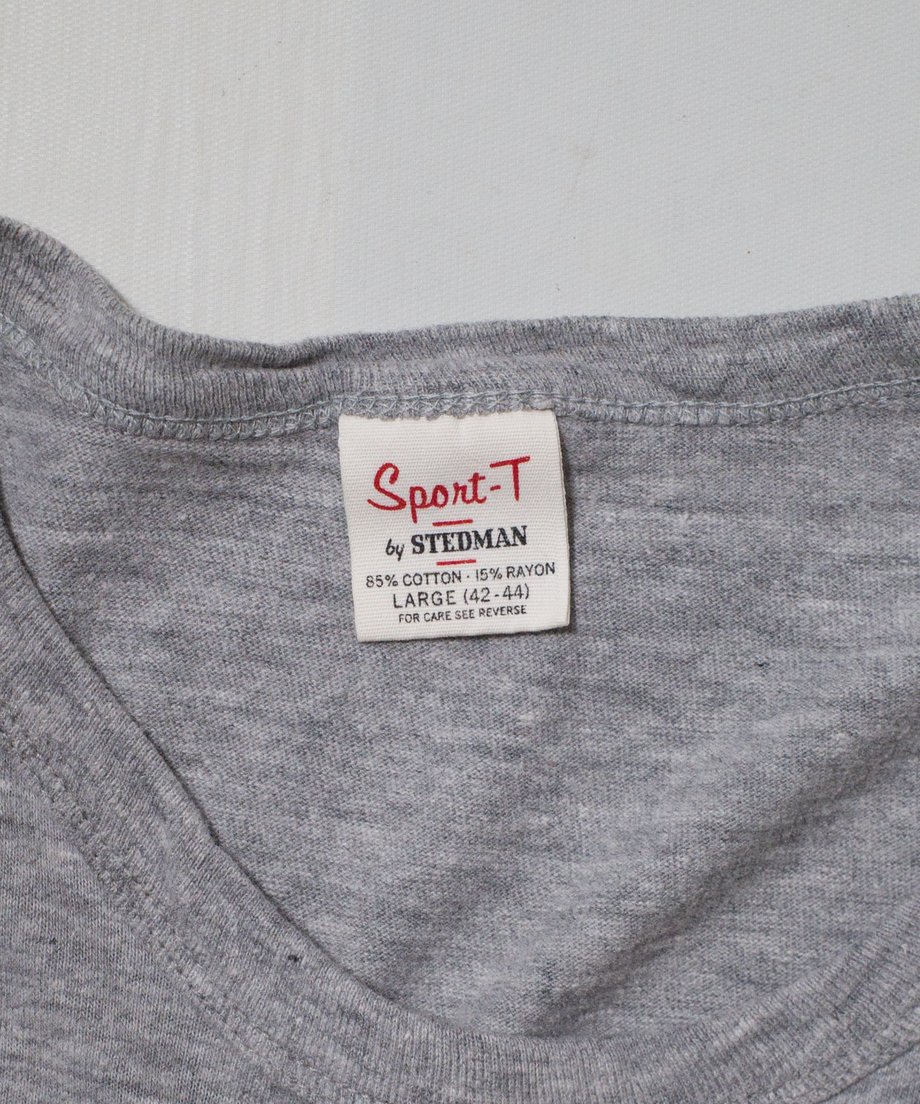 Sport-T
by STEDMAN
85% COTTON · 15% RAYON
LARGE (42-44)
FOR CARE SEE REVERSE